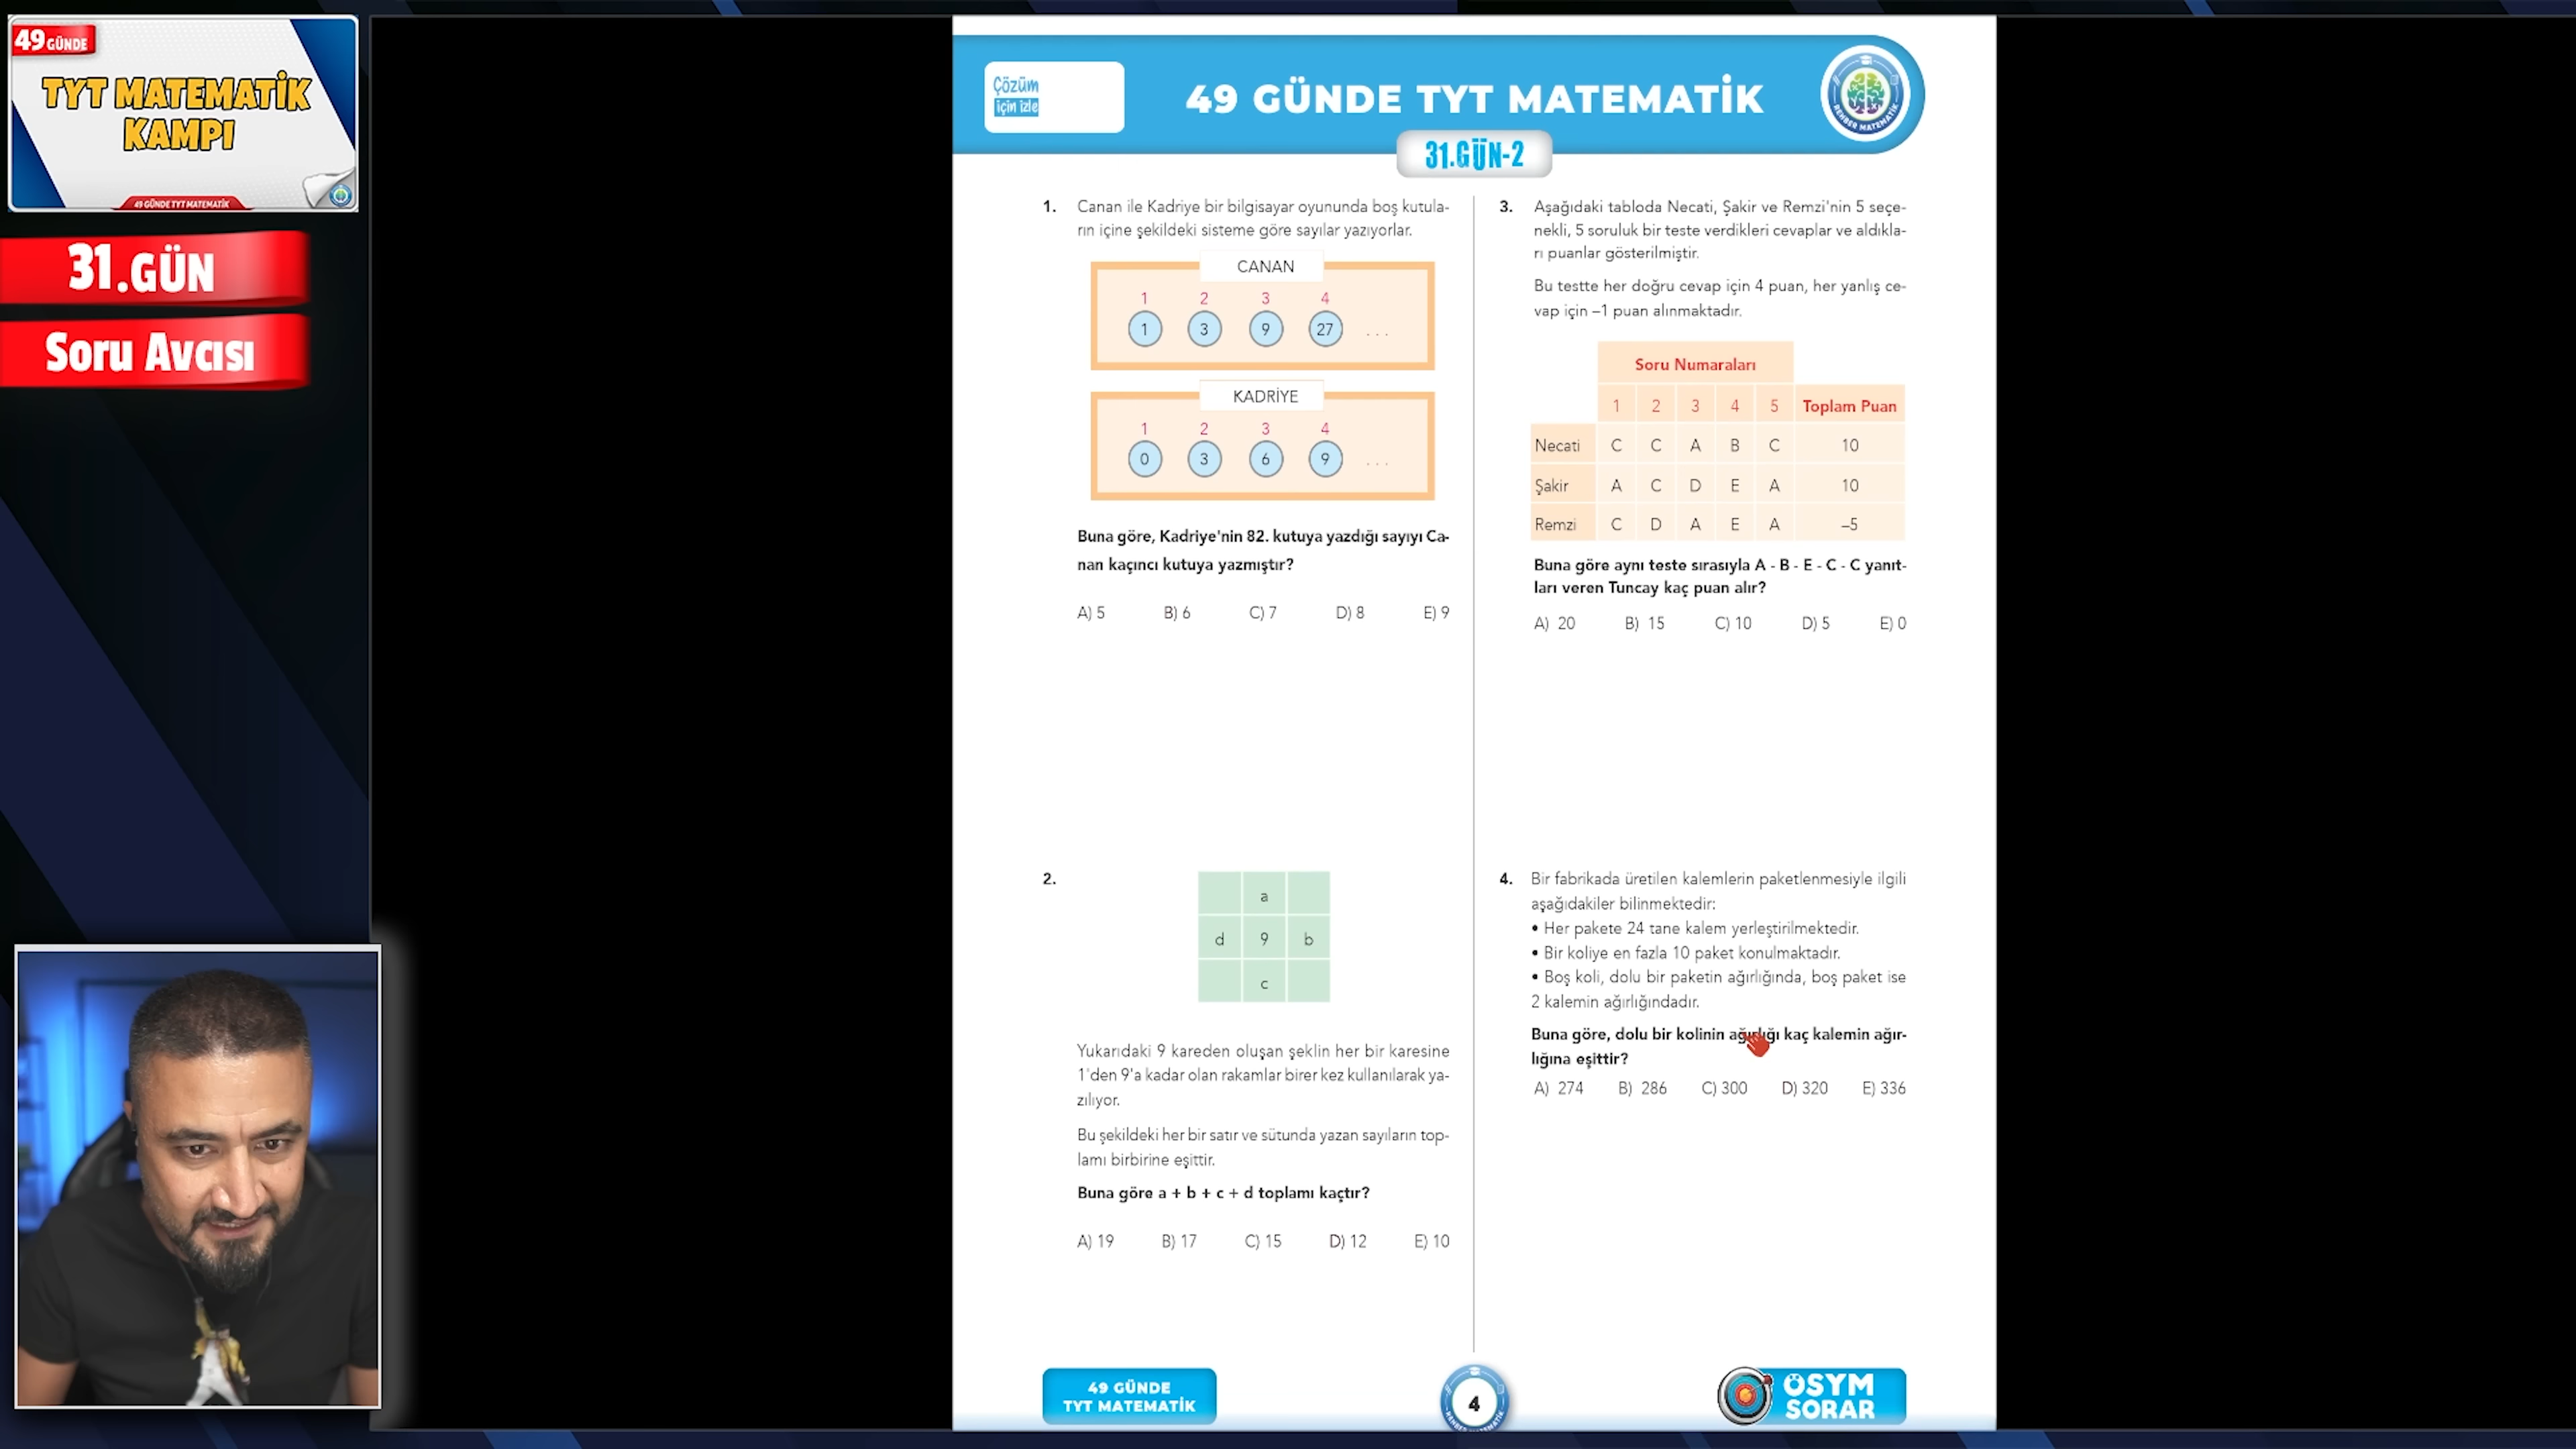 49 GÜNDE
TYT MATEMATİK
KAMPI
49 GÜNDE TYT MATEMATİK
31.GÜN
Soru Avcısı
Çözüm
için izle
49 GÜNDE TYT MATEMATİK
REHBER MATEMATİK
31.GÜN-2
1. Canan ile Kadriye bir bilgisayar oyununda boş kutula-
rın içine şekildeki sisteme göre sayılar yazıyorlar.
CANAN
1 2 3 4
1 3 9 27 ...
KADRİYE
1 2 3 4
0 3 6 9 ...
Buna göre, Kadriye'nin 82. kutuya yazdığı sayıyı Ca-
nan kaçıncı kutuya yazmıştır?
A) 5 B) 6 C) 7 D) 8 E) 9
2.
a
d 9 b
c
Yukarıdaki 9 kareden oluşan şeklin her bir karesine
1'den 9'a kadar olan rakamlar birer kez kullanılarak ya-
zılıyor.
Bu şekildeki her bir satır ve sütunda yazan sayıların top-
lamı birbirine eşittir.
Buna göre a + b + c + d toplamı kaçtır?
A) 19 B) 17 C) 15 D) 12 E) 10
3. Aşağıdaki tabloda Necati, Şakir ve Remzi'nin 5 seçe-
nekli, 5 soruluk bir teste verdikleri cevaplar ve aldıkla-
rı puanlar gösterilmiştir.
Bu testte her doğru cevap için 4 puan, her yanlış ce-
vap için –1 puan alınmaktadır.
Soru Numaraları
1 2 3 4 5 Toplam Puan
Necati C C A B C 10
Şakir A C D E A 10
Remzi C D A E A –5
Buna göre aynı teste sırasıyla A - B - E - C - C yanıt-
ları veren Tuncay kaç puan alır?
A) 20 B) 15 C) 10 D) 5 E) 0
4. Bir fabrikada üretilen kalemlerin paketlenmesiyle ilgili
aşağıdakiler bilinmektedir:
• Her pakete 24 tane kalem yerleştirilmektedir.
• Bir koliye en fazla 10 paket konulmaktadır.
• Boş koli, dolu bir paketin ağırlığında, boş paket ise
2 kalemin ağırlığındadır.
Buna göre, dolu bir kolinin ağırlığı kaç kalemin ağır-
lığına eşittir?
A) 274 B) 286 C) 300 D) 320 E) 336
49 GÜNDE
TYT MATEMATİK
4
ÖSYM
SORAR